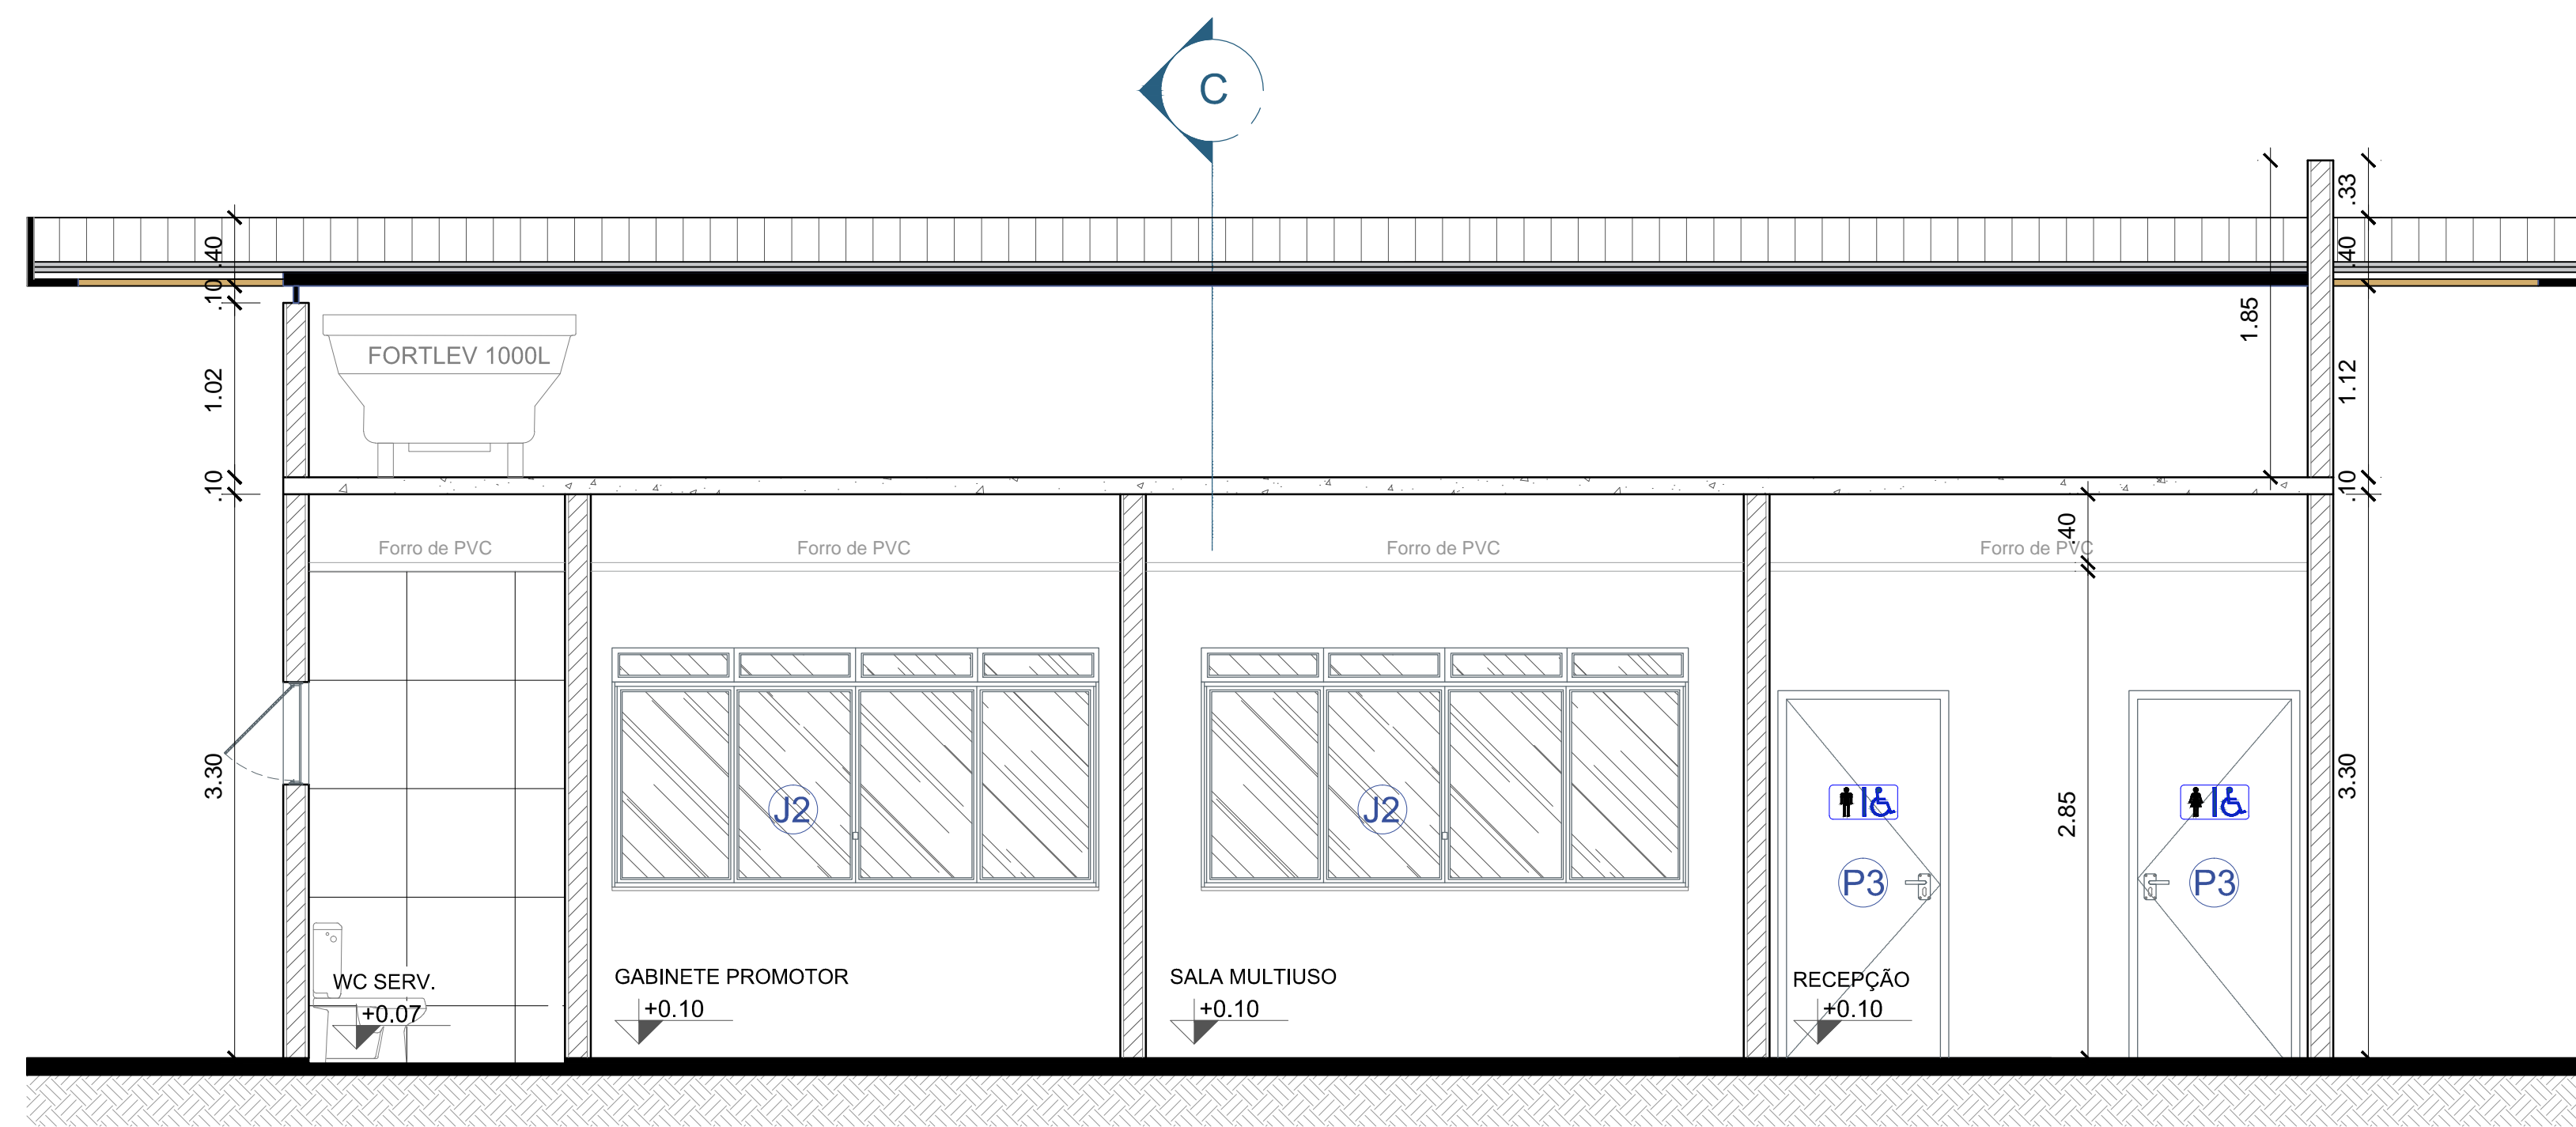 C
.33
.40
.40
.10
1.85
FORTLEV 1000L
1.02
1.12
.10
.10
.40
Forro de PVC
Forro de PVC
Forro de PVC
Forro de PVC
3.30
J2
J2
2.85
3.30
P3
P3
WC SERV.
+0.07
GABINETE PROMOTOR
+0.10
SALA MULTIUSO
+0.10
RECEPÇÃO
+0.10